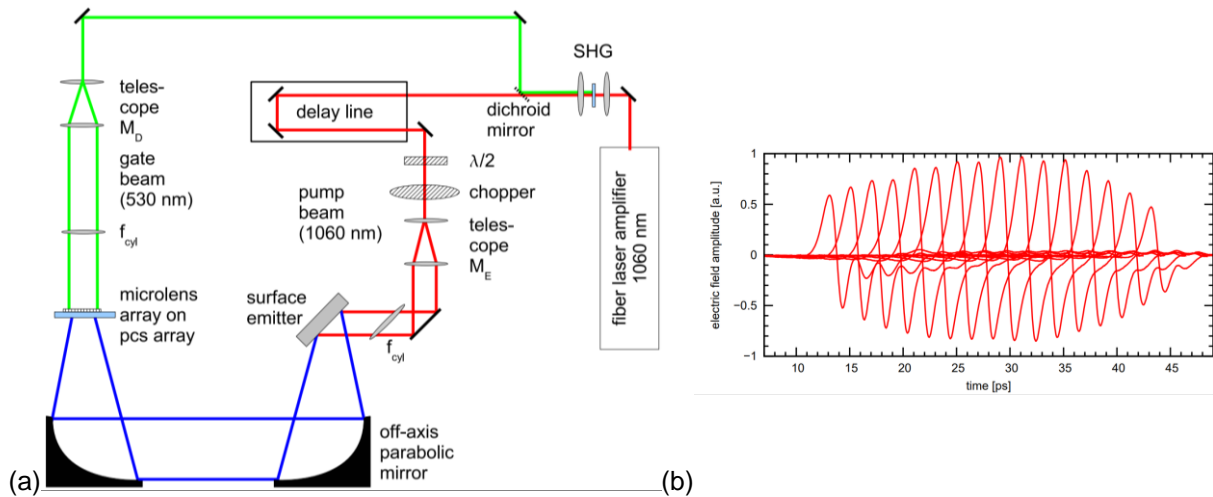 SHG
teles-
cope
M_D
gate
beam
(530 nm)
f_cyl
microlens
array on
pcs array
delay line
dichroid
mirror
λ/2
chopper
pump
beam
(1060 nm)
teles-
cope
M_E
surface
emitter
f_cyl
fiber laser amplifier
1060 nm
off-axis
parabolic
mirror
(a)
electric field amplitude [a.u.]
1
0.5
0
-0.5
-1
10 15 20 25 30 35 40 45
time [ps]
(b)